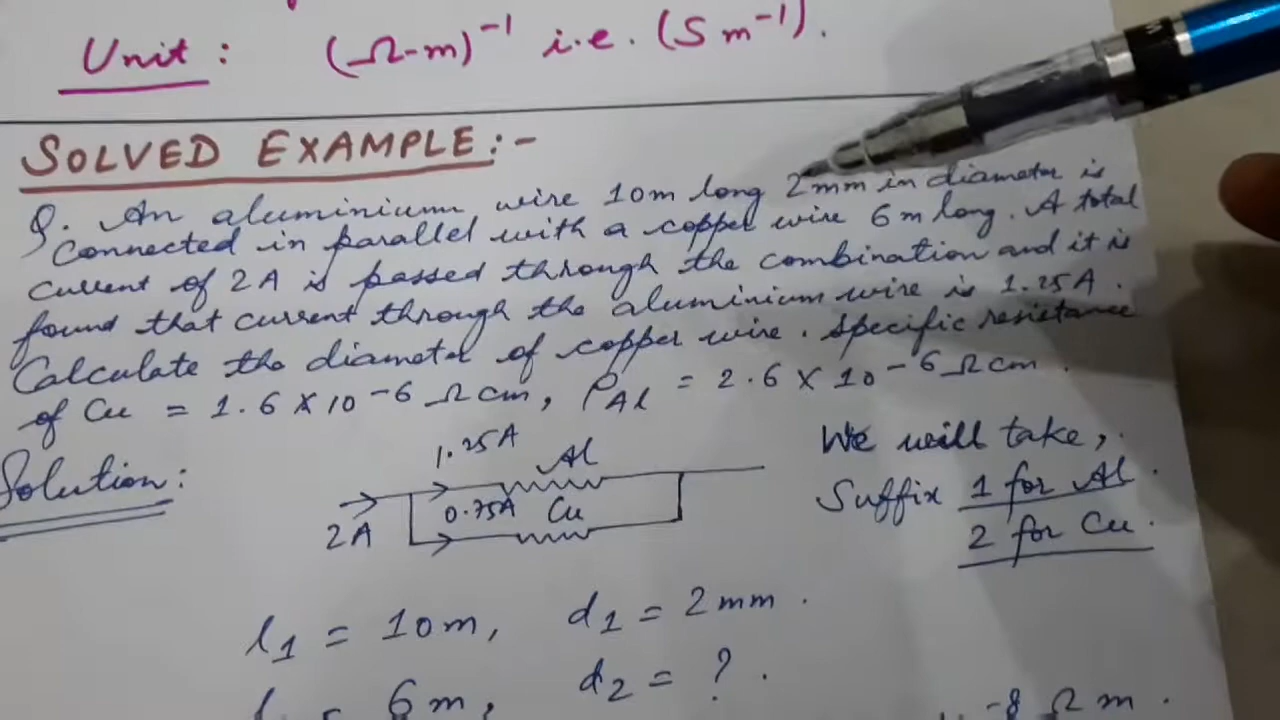 Unit : (Ω-m)⁻¹ i.e. (S m⁻¹).
SOLVED EXAMPLE:-
Q. An aluminium wire 10m long 2mm in diameter is
connected in parallel with a copper wire 6m long. A total
current of 2A is passed through the combination and it is
found that current through the aluminium wire is 1.25A.
Calculate the diameter of copper wire. Specific resistance
of Cu = 1.6 × 10⁻⁶ Ω cm, ρAl = 2.6 × 10⁻⁶ Ω cm.
Solution:
1.25A Al
0.75A Cu
2A
We will take,
Suffix 1 for Al.
2 for Cu.
l₁ = 10m, d₁ = 2mm.
6m, d₂ = ?.
⁻⁸ Ω m.